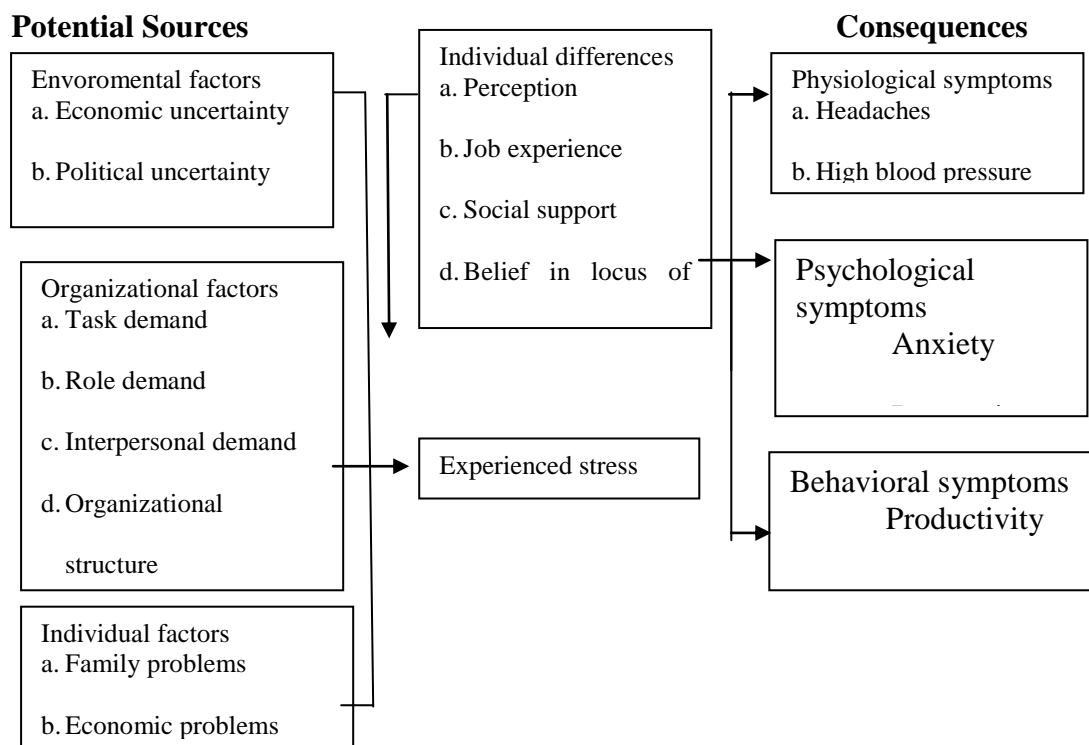 Potential Sources
Envoromental factors
a. Economic uncertainty
b. Political uncertainty
Organizational factors
a. Task demand
b. Role demand
c. Interpersonal demand
d. Organizational
structure
Individual factors
a. Family problems
b. Economic problems
Individual differences
a. Perception
b. Job experience
c. Social support
d. Belief in locus of
Experienced stress
Consequences
Physiological symptoms
a. Headaches
b. High blood pressure
Psychological
symptoms
Anxiety
Behavioral symptoms
Productivity